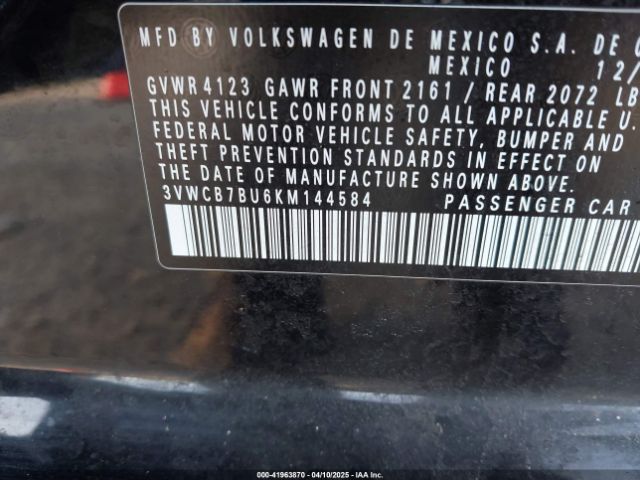 MFD BY VOLKSWAGEN DE MEXICO S.A. DE
MEXICO 12/
GVWR 4123 GAWR FRONT 2161 / REAR 2072 LB
THIS VEHICLE CONFORMS TO ALL APPLICABLE U.
FEDERAL MOTOR VEHICLE SAFETY, BUMPER AND
THEFT PREVENTION STANDARDS IN EFFECT ON
THE DATE OF MANUFACTURE SHOWN ABOVE.
3VWCB7BU6KM144584 PASSENGER CAR
000-41963870 - 04/10/2025 - IAA Inc.